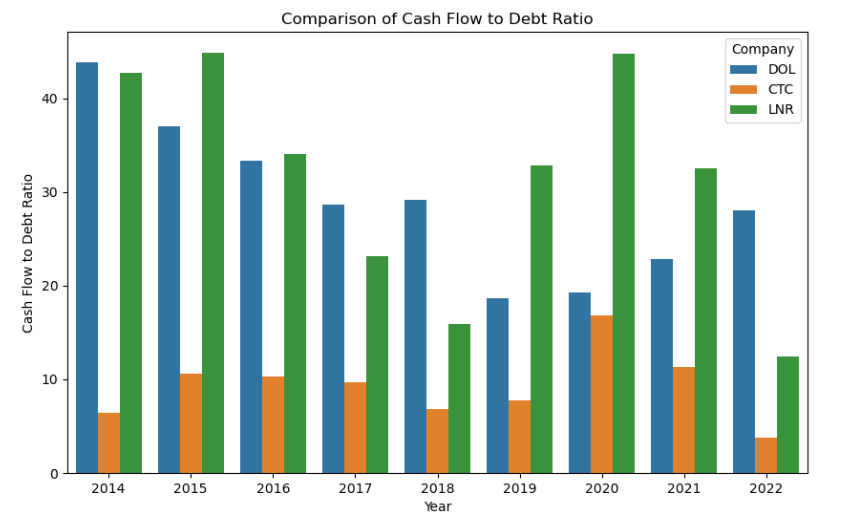 Comparison of Cash Flow to Debt Ratio
Company
DOL
CTC
LNR
Cash Flow to Debt Ratio
40
30
20
10
0
2014 2015 2016 2017 2018 2019 2020 2021 2022
Year